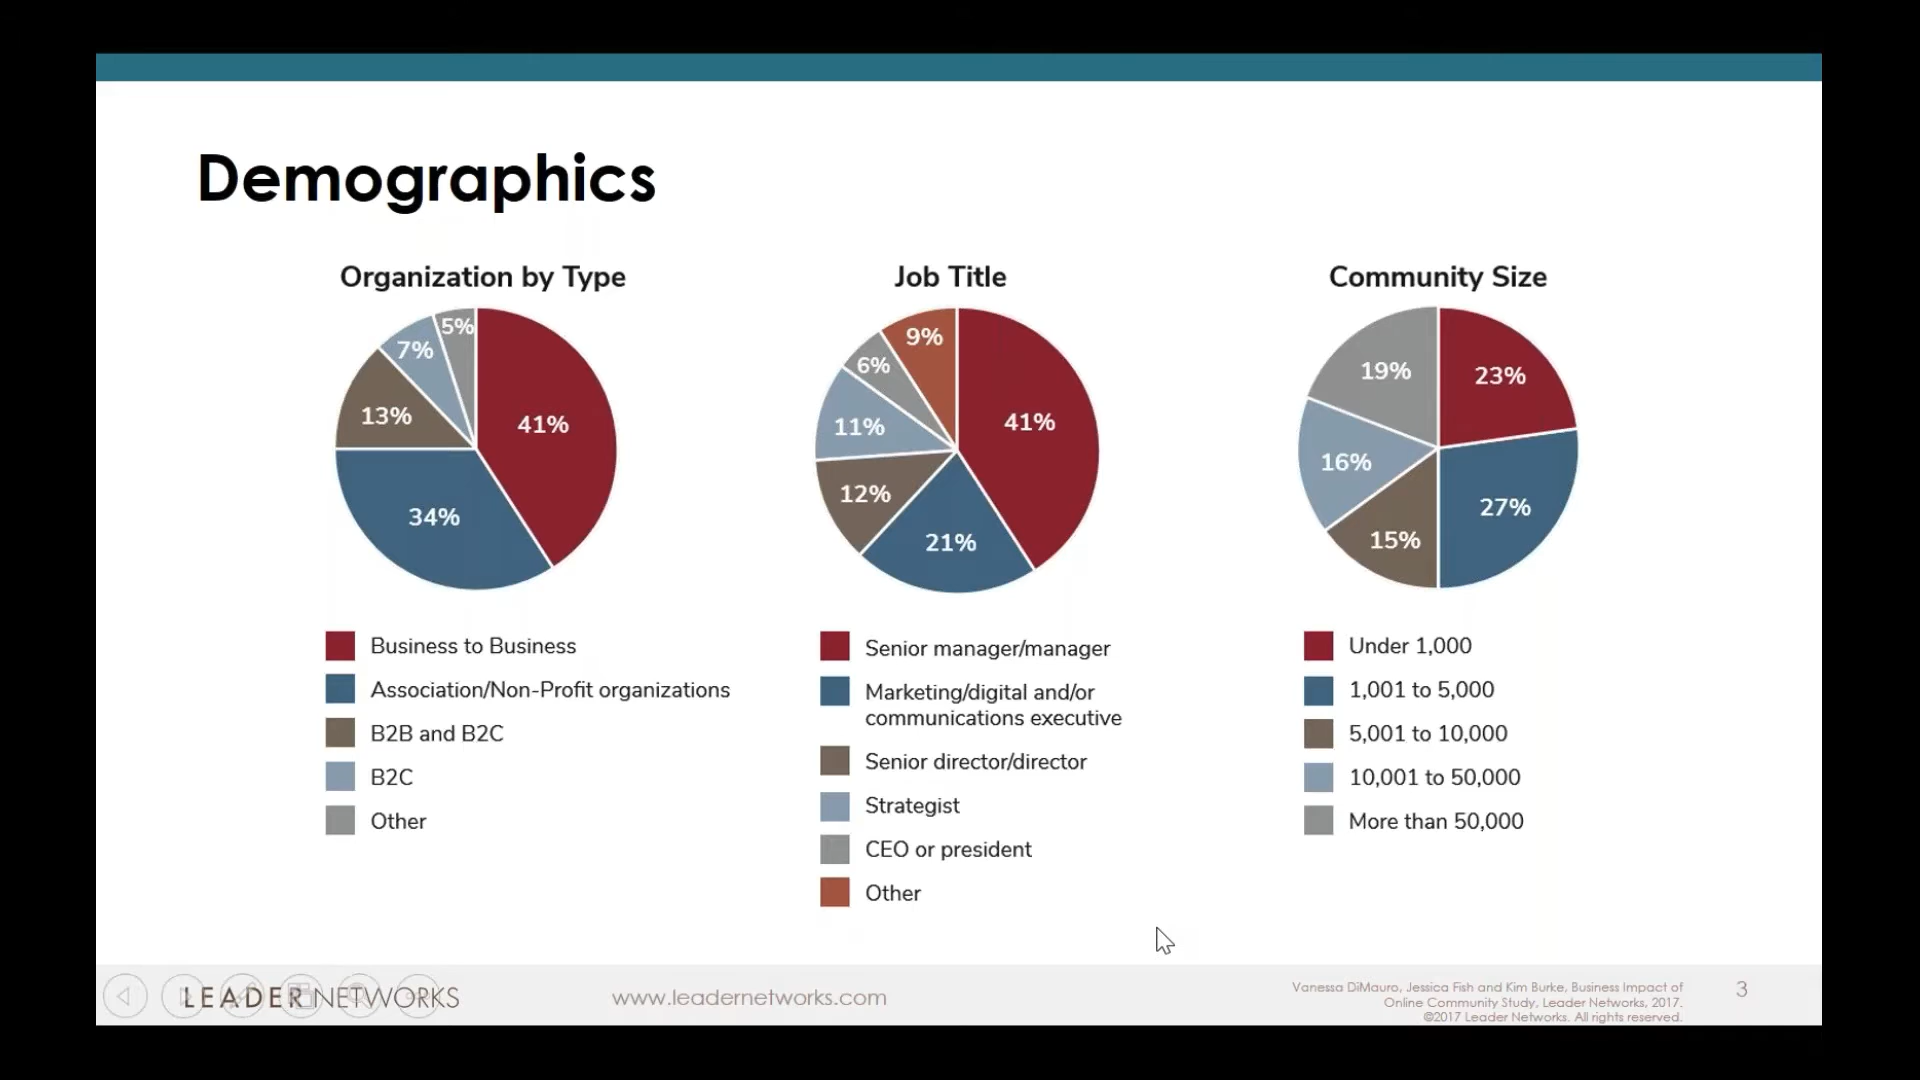 Demographics
Organization by Type
5%
7%
13%
41%
34%
Business to Business
Association/Non-Profit organizations
B2B and B2C
B2C
Other
Job Title
9%
6%
11%
41%
12%
21%
Senior manager/manager
Marketing/digital and/or
communications executive
Senior director/director
Strategist
CEO or president
Other
Community Size
19%
23%
16%
27%
15%
Under 1,000
1,001 to 5,000
5,001 to 10,000
10,001 to 50,000
More than 50,000
LEADER NETWORKS
www.leadernetworks.com
Vanessa DiMauro, Jessica Fish and Kim Burke, Business Impact of
Online Community Study, Leader Networks, 2017.
©2017 Leader Networks. All rights reserved.
3